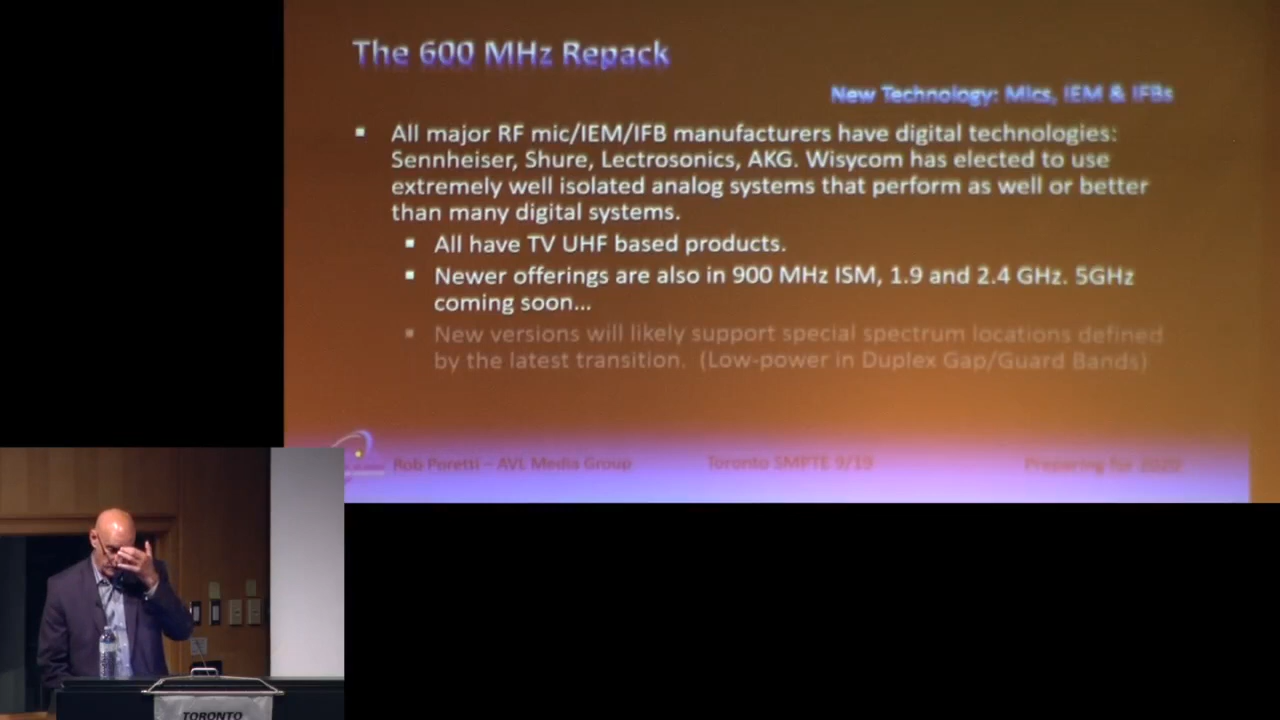 The 600 MHz Repack
New Technology: Mics, IEM & IFBs
▪ All major RF mic/IEM/IFB manufacturers have digital technologies:
Sennheiser, Shure, Lectrosonics, AKG. Wisycom has elected to use
extremely well isolated analog systems that perform as well or better
than many digital systems.
▪ All have TV UHF based products.
▪ Newer offerings are also in 900 MHz ISM, 1.9 and 2.4 GHz. 5GHz
coming soon...
▪ New versions will likely support special spectrum locations defined
by the latest transition. (Low-power in Duplex Gap/Guard Bands)
Rob Poretti – AVL Media Group Toronto SMPTE 9/19 Preparing for 2020
TORONTO